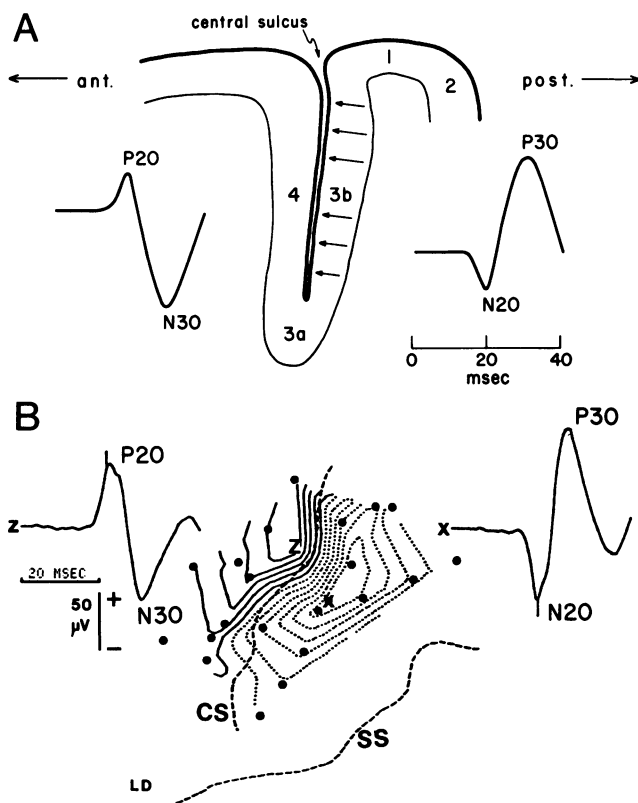 A
central sulcus
ant.
post.
1
2
P20
N30
4
3b
3a
P30
N20
0 20 40
msec
B
P20
P30
Z
Z
X
X
20 MSEC
50
μV
+
−
N30
N20
CS
SS
LD